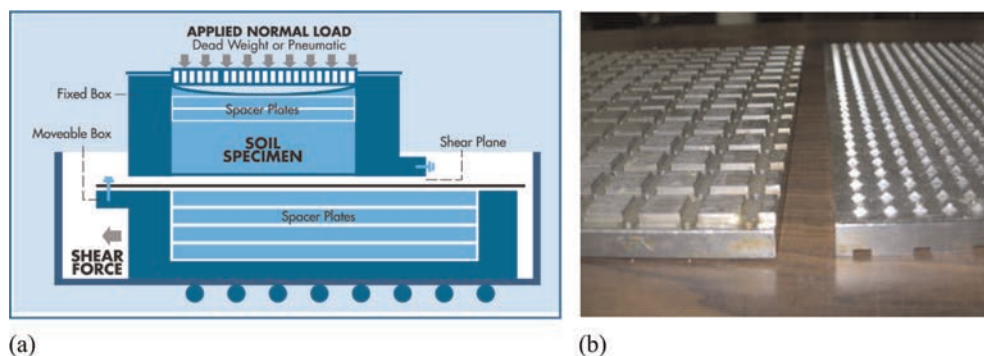 APPLIED NORMAL LOAD
Dead Weight or Pneumatic
Fixed Box
Spacer Plates
Moveable Box
SOIL
SPECIMEN
Shear Plane
Spacer Plates
SHEAR
FORCE
(a)
(b)